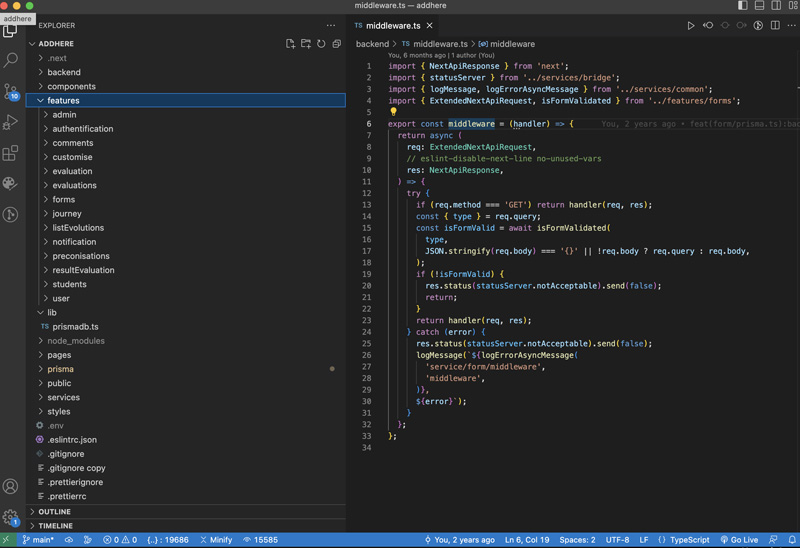 middleware.ts — addhere
addhere
EXPLORER
ADDHERE
.next
backend
components
features
admin
authentification
comments
customise
evaluation
evaluations
forms
journey
listEvolutions
notification
preconisations
resultEvaluation
students
user
lib
TS prismadb.ts
node_modules
pages
prisma
public
services
styles
.env
.eslintrc.json
.gitignore
.gitignore copy
.prettierignore
.prettierrc
OUTLINE
TIMELINE
10
1
TS middleware.ts
backend > TS middleware.ts > middleware
You, 6 months ago | 1 author (You)
1 import { NextApiResponse } from 'next';
2 import { statusServer } from '../services/bridge';
3 import { logMessage, logErrorAsyncMessage } from '../services/common';
4 import { ExtendedNextApiRequest, isFormValidated } from '../features/forms';
5
6 export const middleware = (handler) => { You, 2 years ago • feat(form/prisma.ts):bac
7 return async (
8 req: ExtendedNextApiRequest,
9 // eslint-disable-next-line no-unused-vars
10 res: NextApiResponse,
11 ) => {
12 try {
13 if (req.method === 'GET') return handler(req, res);
14 const { type } = req.query;
15 const isFormValid = await isFormValidated(
16 type,
17 JSON.stringify(req.body) === '{}' || !req.body ? req.query : req.body,
18 );
19 if (!isFormValid) {
20 res.status(statusServer.notAcceptable).send(false);
21 return;
22 }
23 return handler(req, res);
24 } catch (error) {
25 res.status(statusServer.notAcceptable).send(false);
26 logMessage(`${logErrorAsyncMessage(
27 'service/form/middleware',
28 'middleware',
29 )},
30 ${error}`);
31 }
32 };
33 };
34
main* 0 0 {..} : 19686 Minify 15585 You, 2 years ago Ln 6, Col 19 Spaces: 2 UTF-8 LF {} TypeScript Go Live